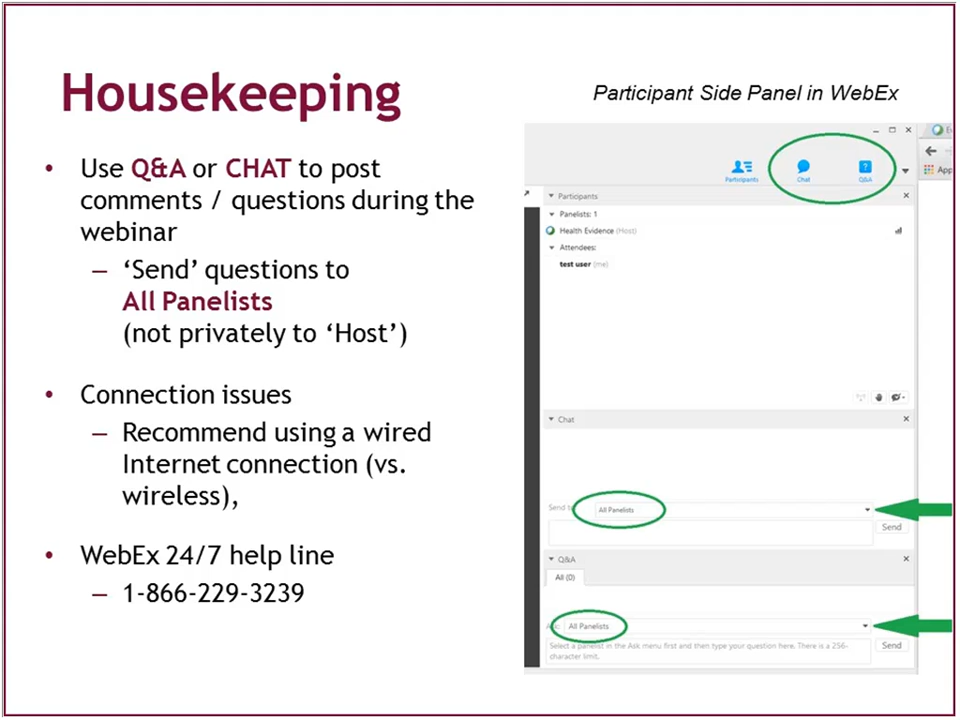 Housekeeping
Participant Side Panel in WebEx
• Use Q&A or CHAT to post
comments / questions during the
webinar
– ‘Send’ questions to
All Panelists
(not privately to ‘Host’)
• Connection issues
– Recommend using a wired
Internet connection (vs.
wireless),
• WebEx 24/7 help line
– 1-866-229-3239
Participants
Chat
Q&A
App
Participants
Panelists: 1
Health Evidence (Host)
Attendees:
test user (me)
Chat
Send
All Panelists
Send
Q&A
All (0)
All Panelists
Select a panelist in the Ask menu first and then type your question here. There is a 256-
character limit.
Send